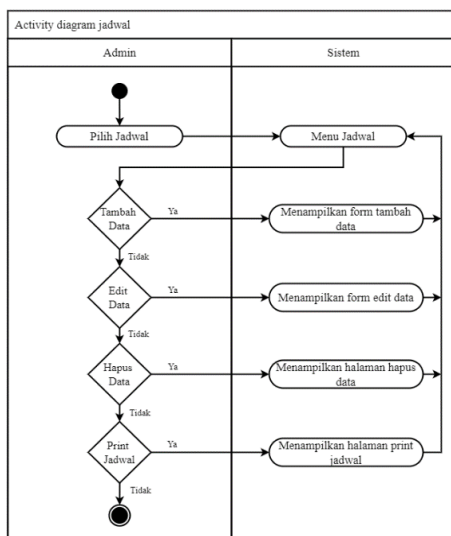 Activity diagram jadwal
Admin
Sistem
Pilih Jadwal
Menu Jadwal
Tambah
Data
Ya
Menampilkan form tambah
data
Tidak
Edit
Data
Ya
Menampilkan form edit data
Tidak
Hapus
Data
Ya
Menampilkan halaman hapus
data
Tidak
Print
Jadwal
Ya
Menampilkan halaman print
jadwal
Tidak